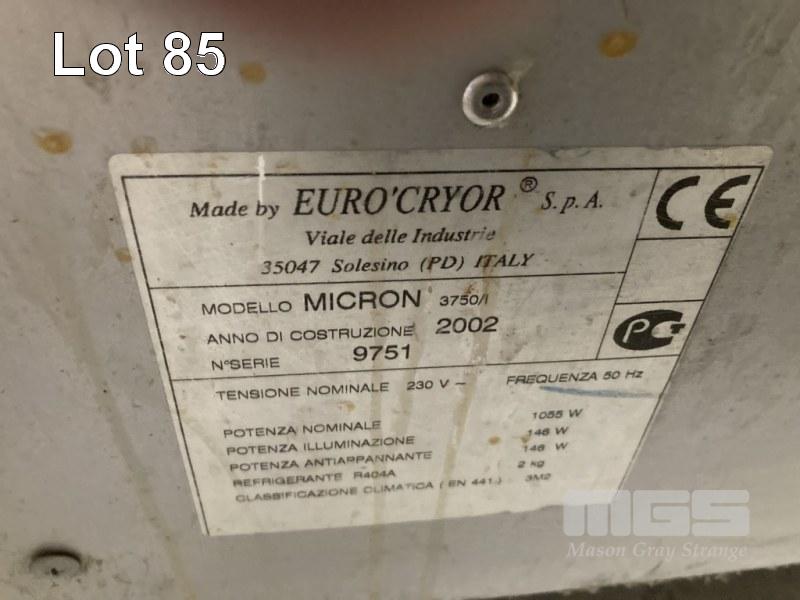 Lot 85
Made by EURO'CRYOR ® S.p.A.
Viale delle Industrie
35047 Solesino (PD) ITALY
CE
MODELLO MICRON 3750/I
ANNO DI COSTRUZIONE 2002
N°SERIE 9751
PG
TENSIONE NOMINALE 230 V ~ FREQUENZA 50 Hz
POTENZA NOMINALE 1055 W
POTENZA ILLUMINAZIONE 146 W
POTENZA ANTIAPPANNANTE 146 W
REFRIGERANTE R404A 2 kg
CLASSIFICAZIONE CLIMATICA ( EN 441 ) 3M2
MGS
Mason Gray Strange